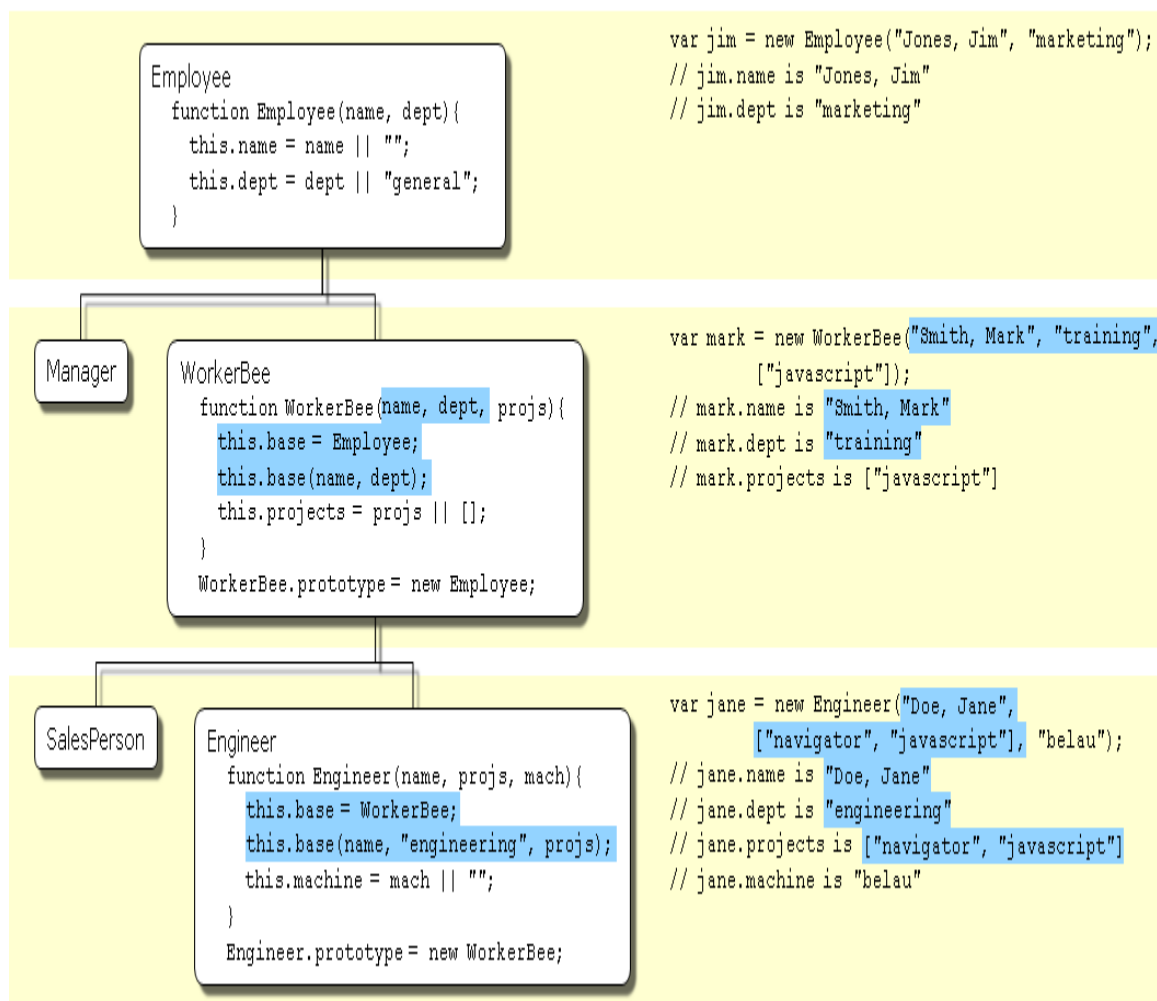 Employee
function Employee(name, dept){
this.name = name || "";
this.dept = dept || "general";
}
var jim = new Employee("Jones, Jim", "marketing");
// jim.name is "Jones, Jim"
// jim.dept is "marketing"
Manager
WorkerBee
function WorkerBee(name, dept, projs){
this.base = Employee;
this.base(name, dept);
this.projects = projs || [];
}
WorkerBee.prototype = new Employee;
var mark = new WorkerBee("Smith, Mark", "training",
["javascript"]);
// mark.name is "Smith, Mark"
// mark.dept is "training"
// mark.projects is ["javascript"]
SalesPerson
Engineer
function Engineer(name, projs, mach){
this.base = WorkerBee;
this.base(name, "engineering", projs);
this.machine = mach || "";
}
Engineer.prototype = new WorkerBee;
var jane = new Engineer("Doe, Jane",
["navigator", "javascript"], "belau");
// jane.name is "Doe, Jane"
// jane.dept is "engineering"
// jane.projects is ["navigator", "javascript"]
// jane.machine is "belau"